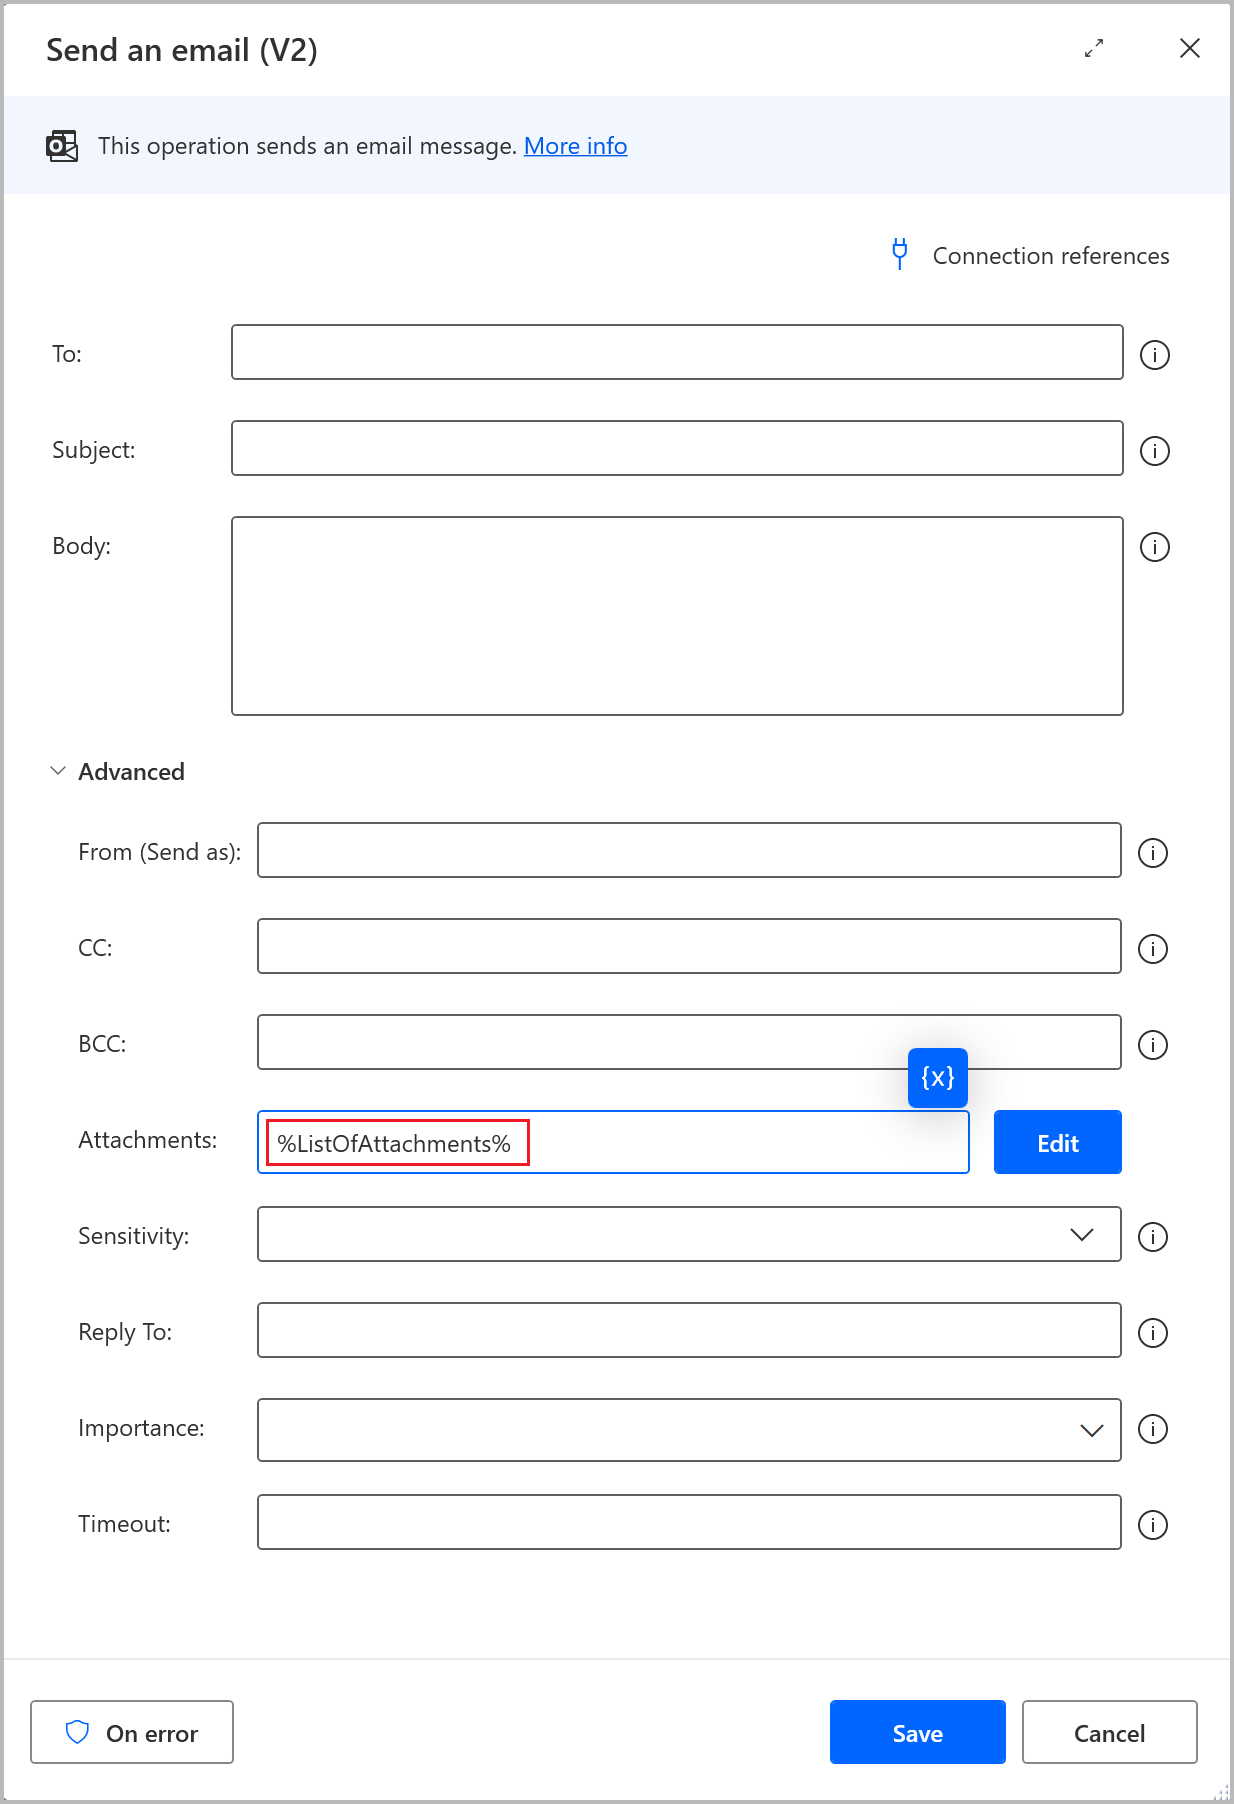 Send an email (V2)
This operation sends an email message. More info
Connection references
To:
Subject:
Body:
Advanced
From (Send as):
CC:
BCC:
{x}
Attachments: %ListOfAttachments% Edit
Sensitivity:
Reply To:
Importance:
Timeout:
On error Save Cancel